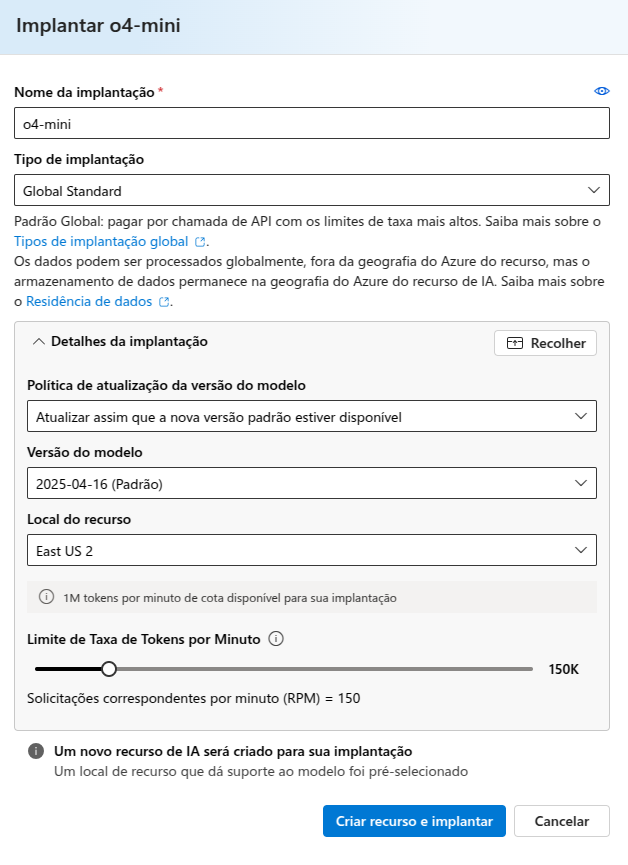 Implantar o4-mini
Nome da implantação *
o4-mini
Tipo de implantação
Global Standard
Padrão Global: pagar por chamada de API com os limites de taxa mais altos. Saiba mais sobre o
Tipos de implantação global .
Os dados podem ser processados globalmente, fora da geografia do Azure do recurso, mas o
armazenamento de dados permanece na geografia do Azure do recurso de IA. Saiba mais sobre
o Residência de dados .
Detalhes da implantação
Recolher
Política de atualização da versão do modelo
Atualizar assim que a nova versão padrão estiver disponível
Versão do modelo
2025-04-16 (Padrão)
Local do recurso
East US 2
1M tokens por minuto de cota disponível para sua implantação
Limite de Taxa de Tokens por Minuto
150K
Solicitações correspondentes por minuto (RPM) = 150
Um novo recurso de IA será criado para sua implantação
Um local de recurso que dá suporte ao modelo foi pré-selecionado
Criar recurso e implantar
Cancelar